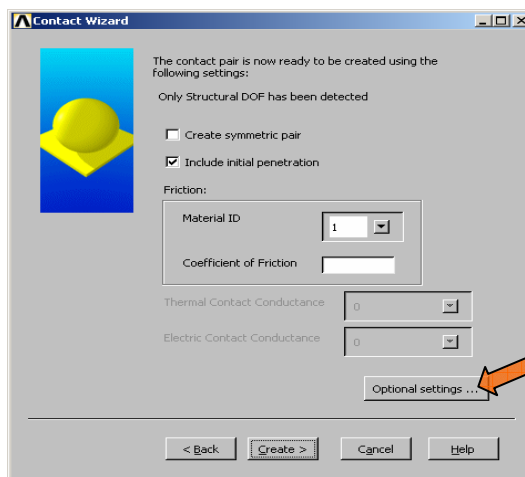 Contact Wizard
The contact pair is now ready to be created using the
following settings:
Only Structural DOF has been detected
Create symmetric pair
Include initial penetration
Friction:
Material ID
1
Coefficient of Friction
Thermal Contact Conductance
0
Electric Contact Conductance
0
Optional settings ...
< Back
Create >
Cancel
Help